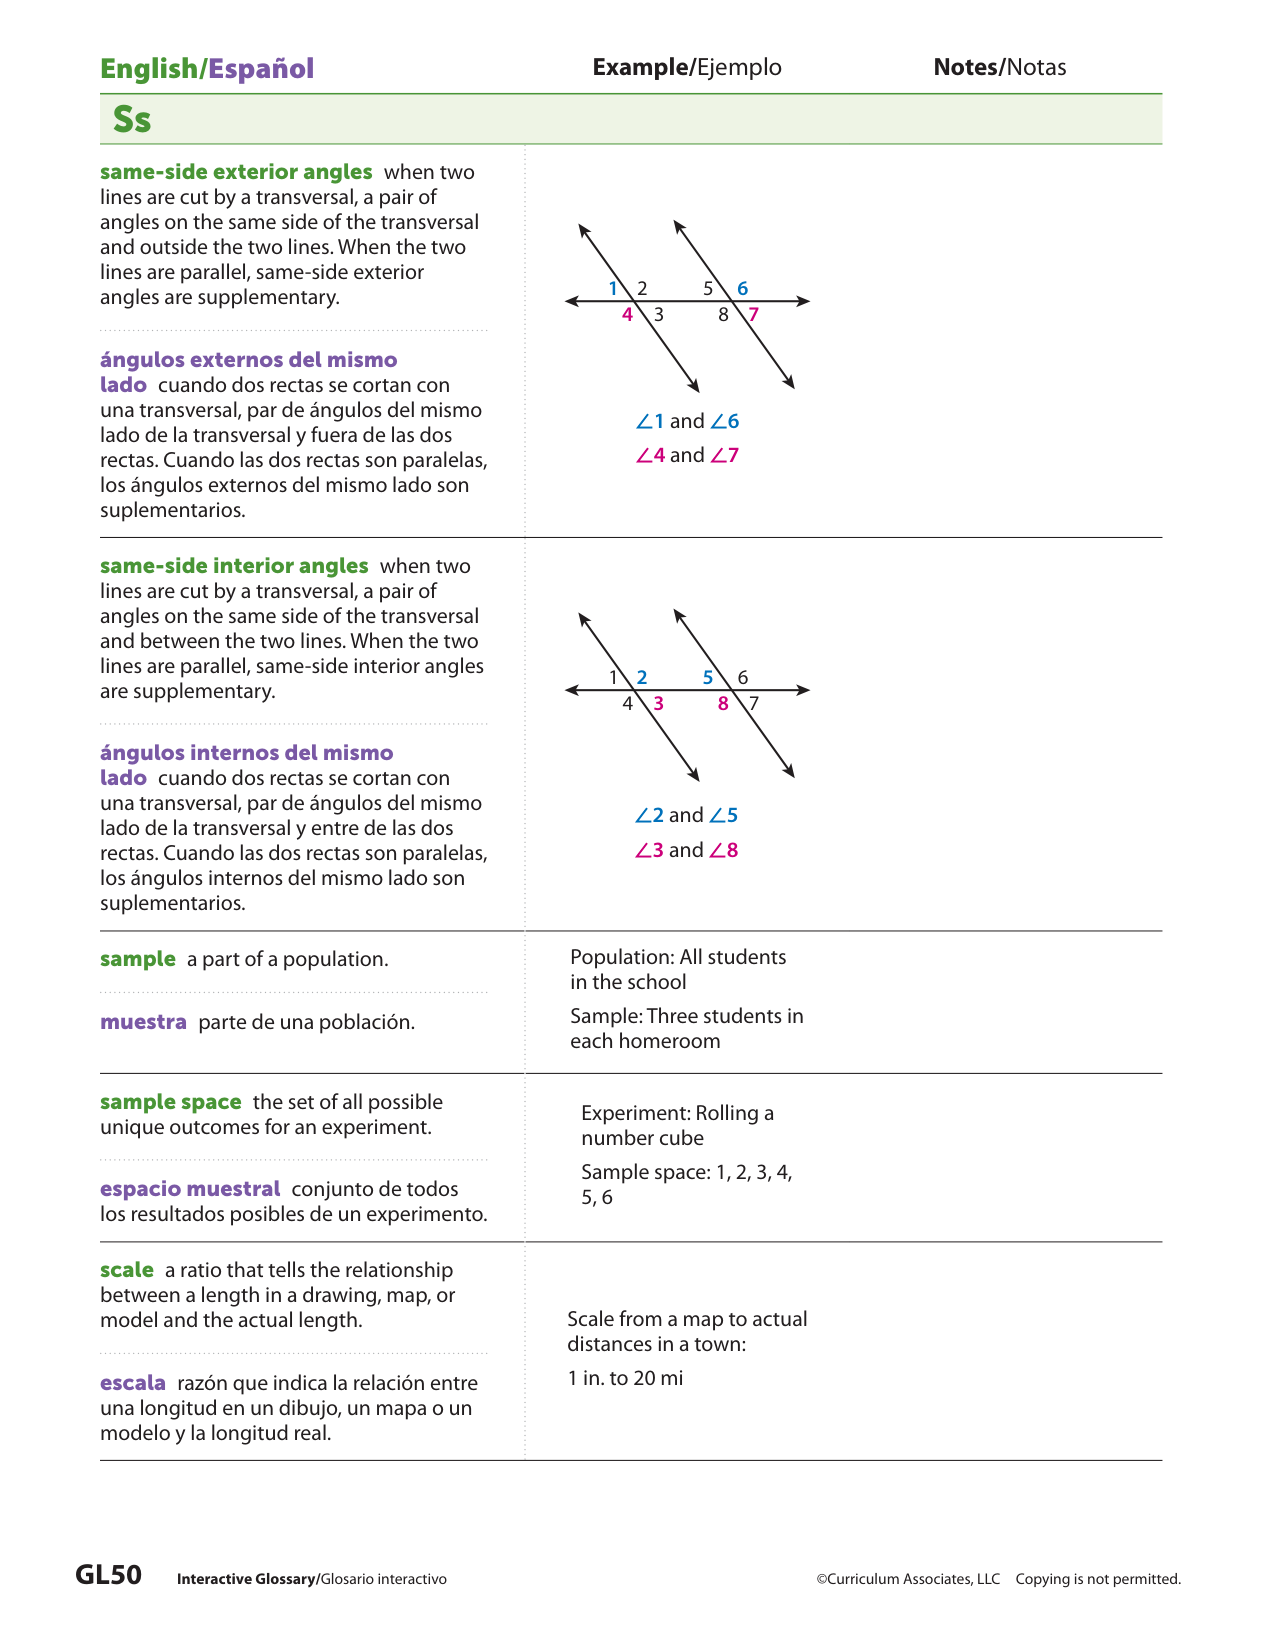 English/Español
Example/Ejemplo
Notes/Notas
Ss
same-side exterior angles when two
lines are cut by a transversal, a pair of
angles on the same side of the transversal
and outside the two lines. When the two
lines are parallel, same-side exterior
angles are supplementary.
ángulos externos del mismo
lado cuando dos rectas se cortan con
una transversal, par de ángulos del mismo
lado de la transversal y fuera de las dos
rectas. Cuando las dos rectas son paralelas,
los ángulos externos del mismo lado son
suplementarios.
1 2 5 6
4 3 8 7
∠1 and ∠6
∠4 and ∠7
same-side interior angles when two
lines are cut by a transversal, a pair of
angles on the same side of the transversal
and between the two lines. When the two
lines are parallel, same-side interior angles
are supplementary.
ángulos internos del mismo
lado cuando dos rectas se cortan con
una transversal, par de ángulos del mismo
lado de la transversal y entre de las dos
rectas. Cuando las dos rectas son paralelas,
los ángulos internos del mismo lado son
suplementarios.
1 2 5 6
4 3 8 7
∠2 and ∠5
∠3 and ∠8
sample a part of a population.
muestra parte de una población.
Population: All students
in the school
Sample: Three students in
each homeroom
sample space the set of all possible
unique outcomes for an experiment.
espacio muestral conjunto de todos
los resultados posibles de un experimento.
Experiment: Rolling a
number cube
Sample space: 1, 2, 3, 4,
5, 6
scale a ratio that tells the relationship
between a length in a drawing, map, or
model and the actual length.
escala razón que indica la relación entre
una longitud en un dibujo, un mapa o un
modelo y la longitud real.
Scale from a map to actual
distances in a town:
1 in. to 20 mi
GL50
Interactive Glossary/Glosario interactivo
©Curriculum Associates, LLC Copying is not permitted.